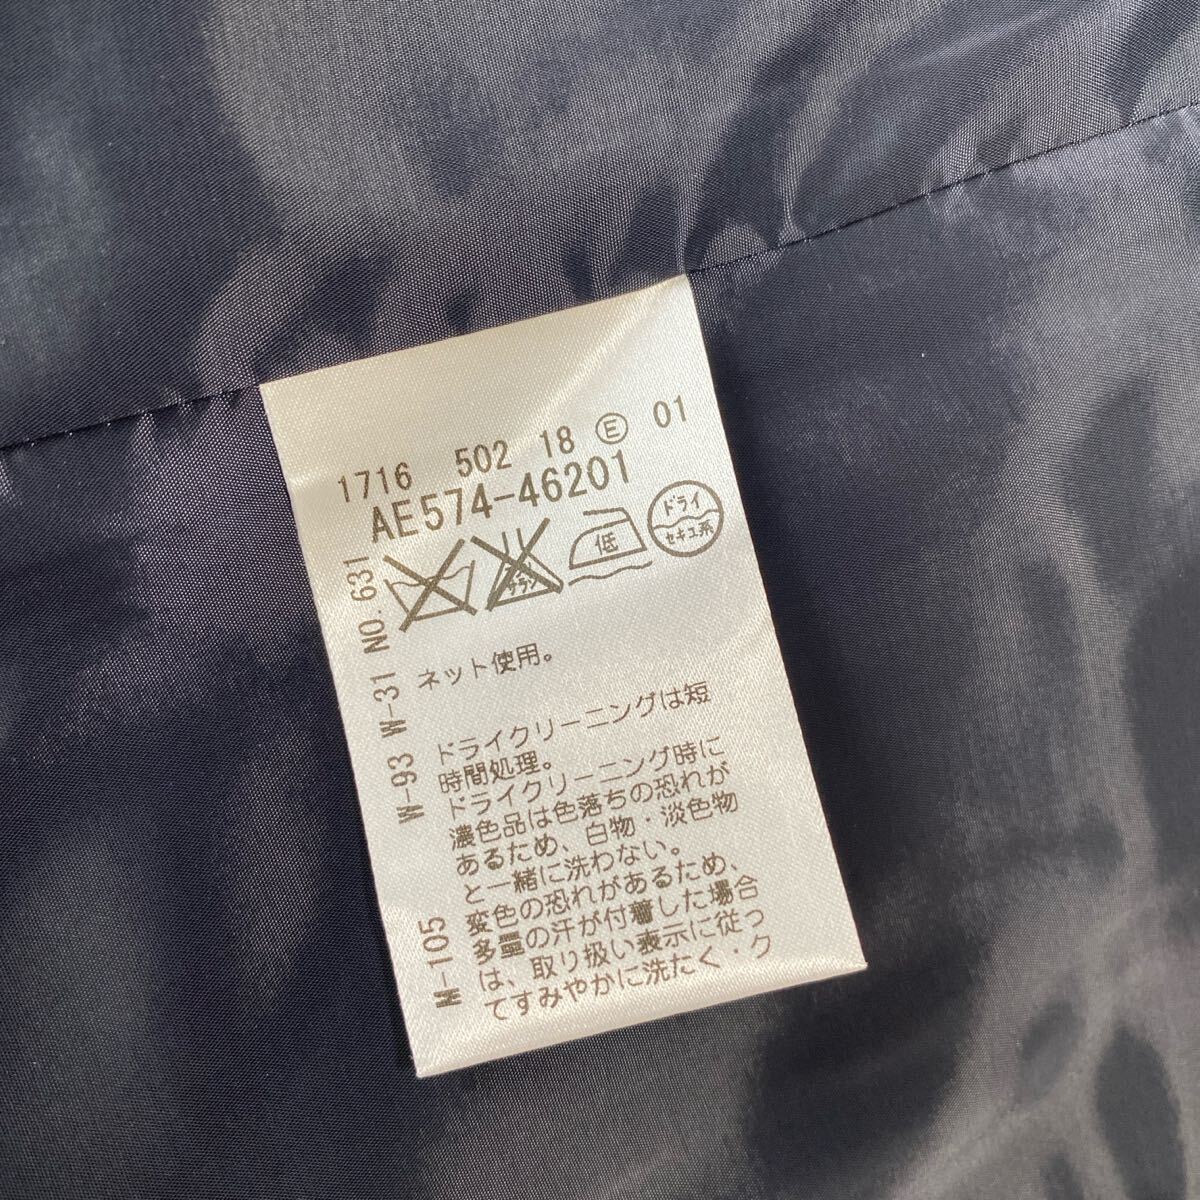 1716 502 18 Ⓔ 01
AE574-46201
サラシ
低
ドライ
セキユ系
ネット使用。
ドライクリーニングは短
時間処理。
ドライクリーニング時に
濃色品は色落ちの恐れが
あるため、白物・淡色物
と一緒に洗わない。
変色の恐れがあるため、
多量の汗が付着した場合
は、取り扱い表示に従っ
てすみやかに洗たく・ク
M-105 W-93 W-31 NO.631